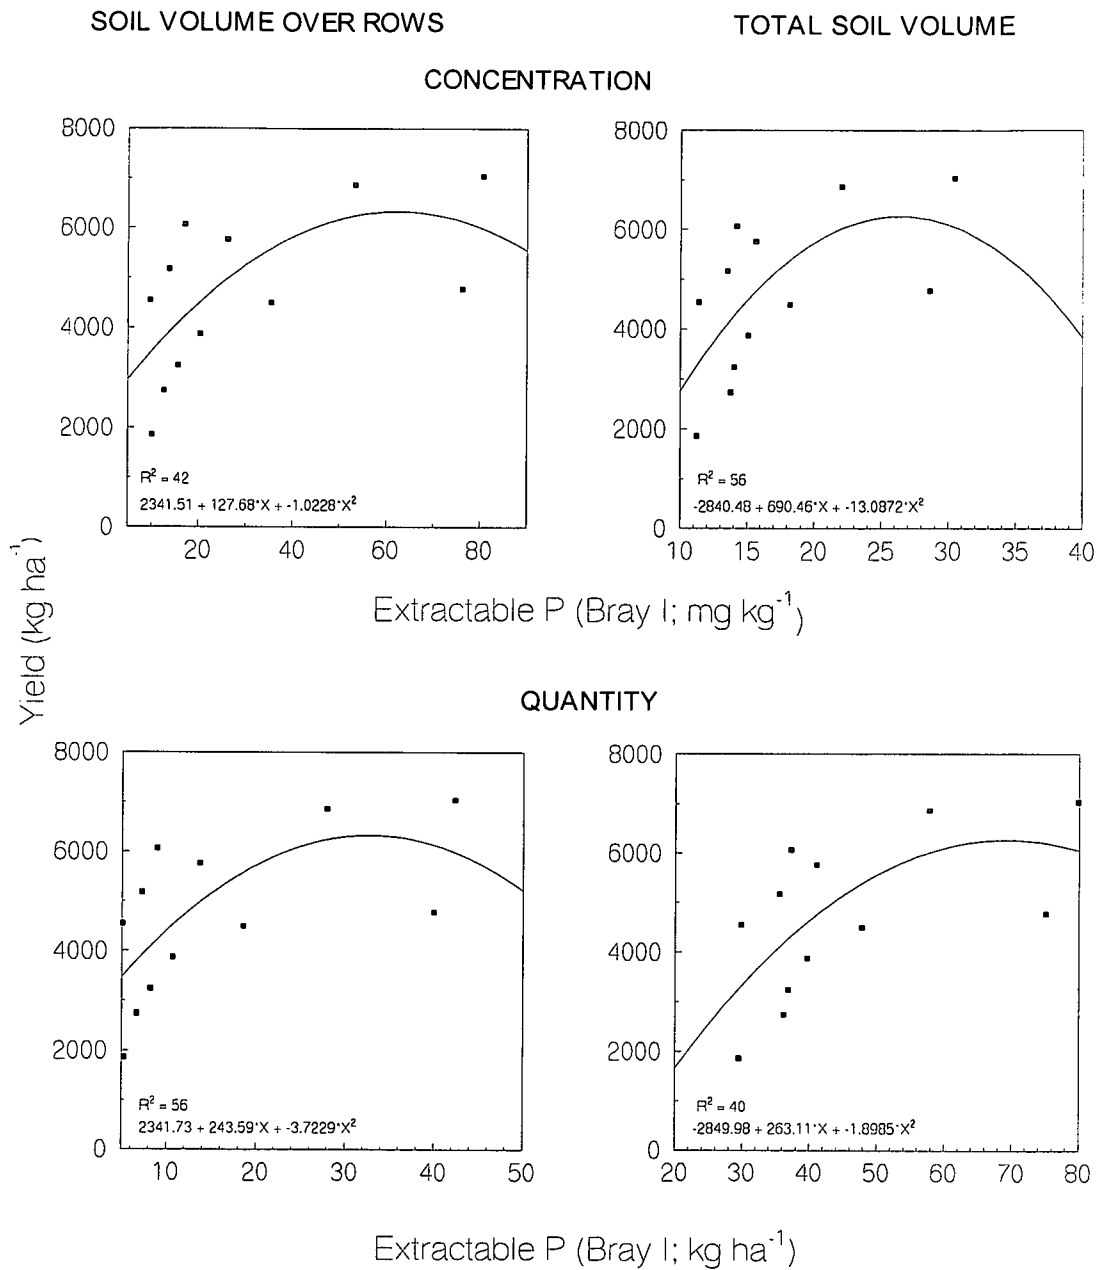 SOIL VOLUME OVER ROWS
TOTAL SOIL VOLUME
CONCENTRATION
8000
6000
4000
2000
0
R² = 42
2341.51 + 127.68*X + -1.0228*X²
20 40 60 80
8000
6000
4000
2000
0
R² = 56
-2840.48 + 690.46*X + -13.0872*X²
10 15 20 25 30 35 40
Yield (kg ha⁻¹)
Extractable P (Bray I; mg kg⁻¹)
QUANTITY
8000
6000
4000
2000
0
R² = 56
2341.73 + 243.59*X + -3.7229*X²
10 20 30 40 50
8000
6000
4000
2000
0
R² = 40
-2849.98 + 263.11*X + -1.8985*X²
20 30 40 50 60 70 80
Extractable P (Bray I; kg ha⁻¹)